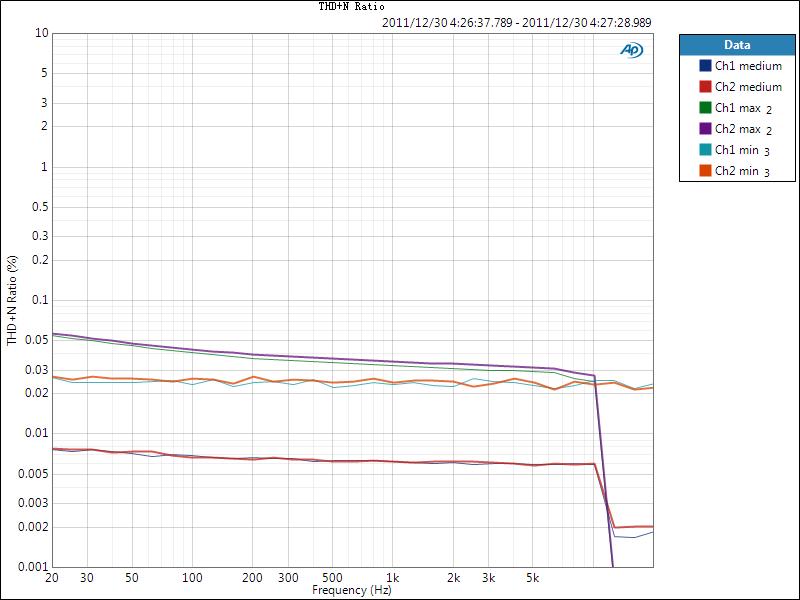 THD+N Ratio
2011/12/30 4:26:37.789 - 2011/12/30 4:27:28.989
AP
Data
Ch1 medium
Ch2 medium
Ch1 max 2
Ch2 max 2
Ch1 min 3
Ch2 min 3
THD+N Ratio (%)
10
5
3
2
1
0.5
0.3
0.2
0.1
0.05
0.03
0.02
0.01
0.005
0.003
0.002
0.001
20 30 50 100 200 300 500 1k 2k 3k 5k
Frequency (Hz)